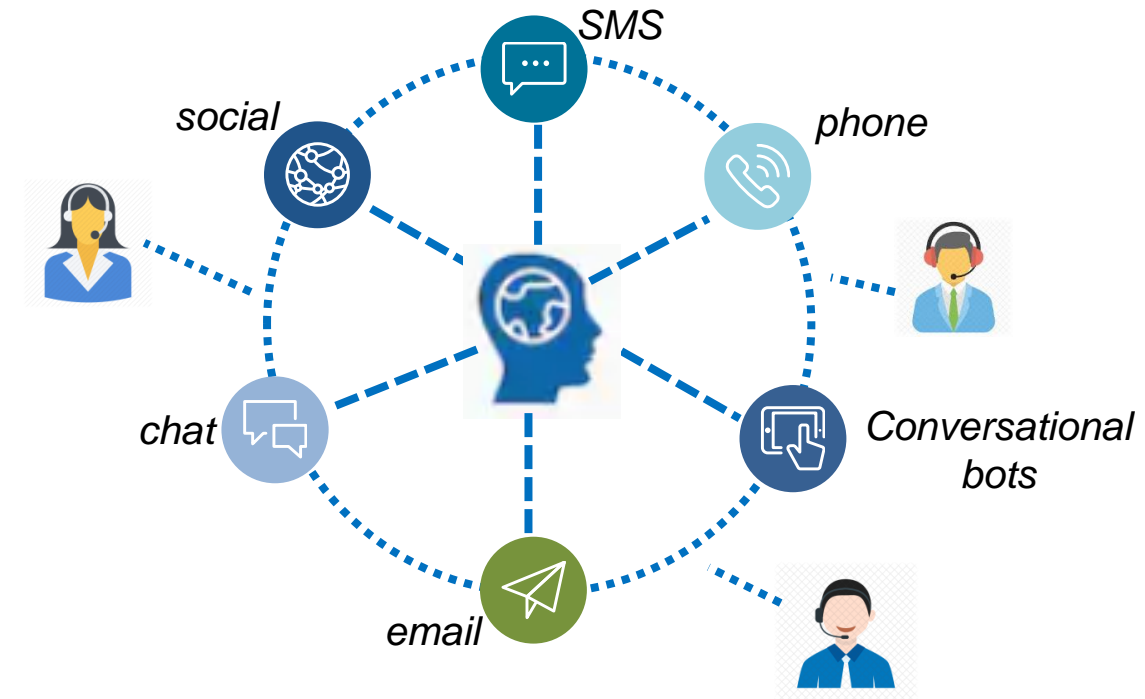 SMS
social
phone
chat
Conversational
bots
email